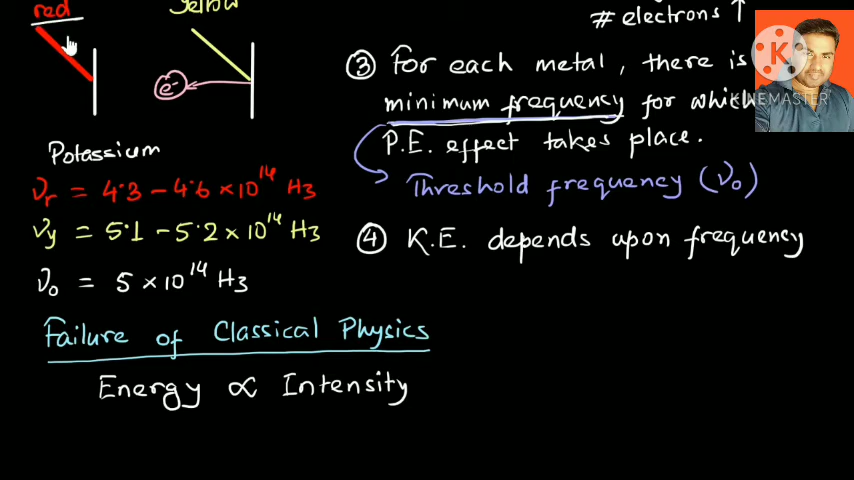 red
yellow
e⁻
Potassium
νr = 4.3 – 4.6 × 10¹⁴ Hz
νy = 5.1 – 5.2 × 10¹⁴ Hz
ν₀ = 5 × 10¹⁴ Hz
Failure of Classical Physics
Energy ∝ Intensity
# electrons ↑
③ For each metal, there is
minimum frequency for which
P.E. effect takes place.
Threshold frequency (ν₀)
④ K.E. depends upon frequency
K
KINEMASTER